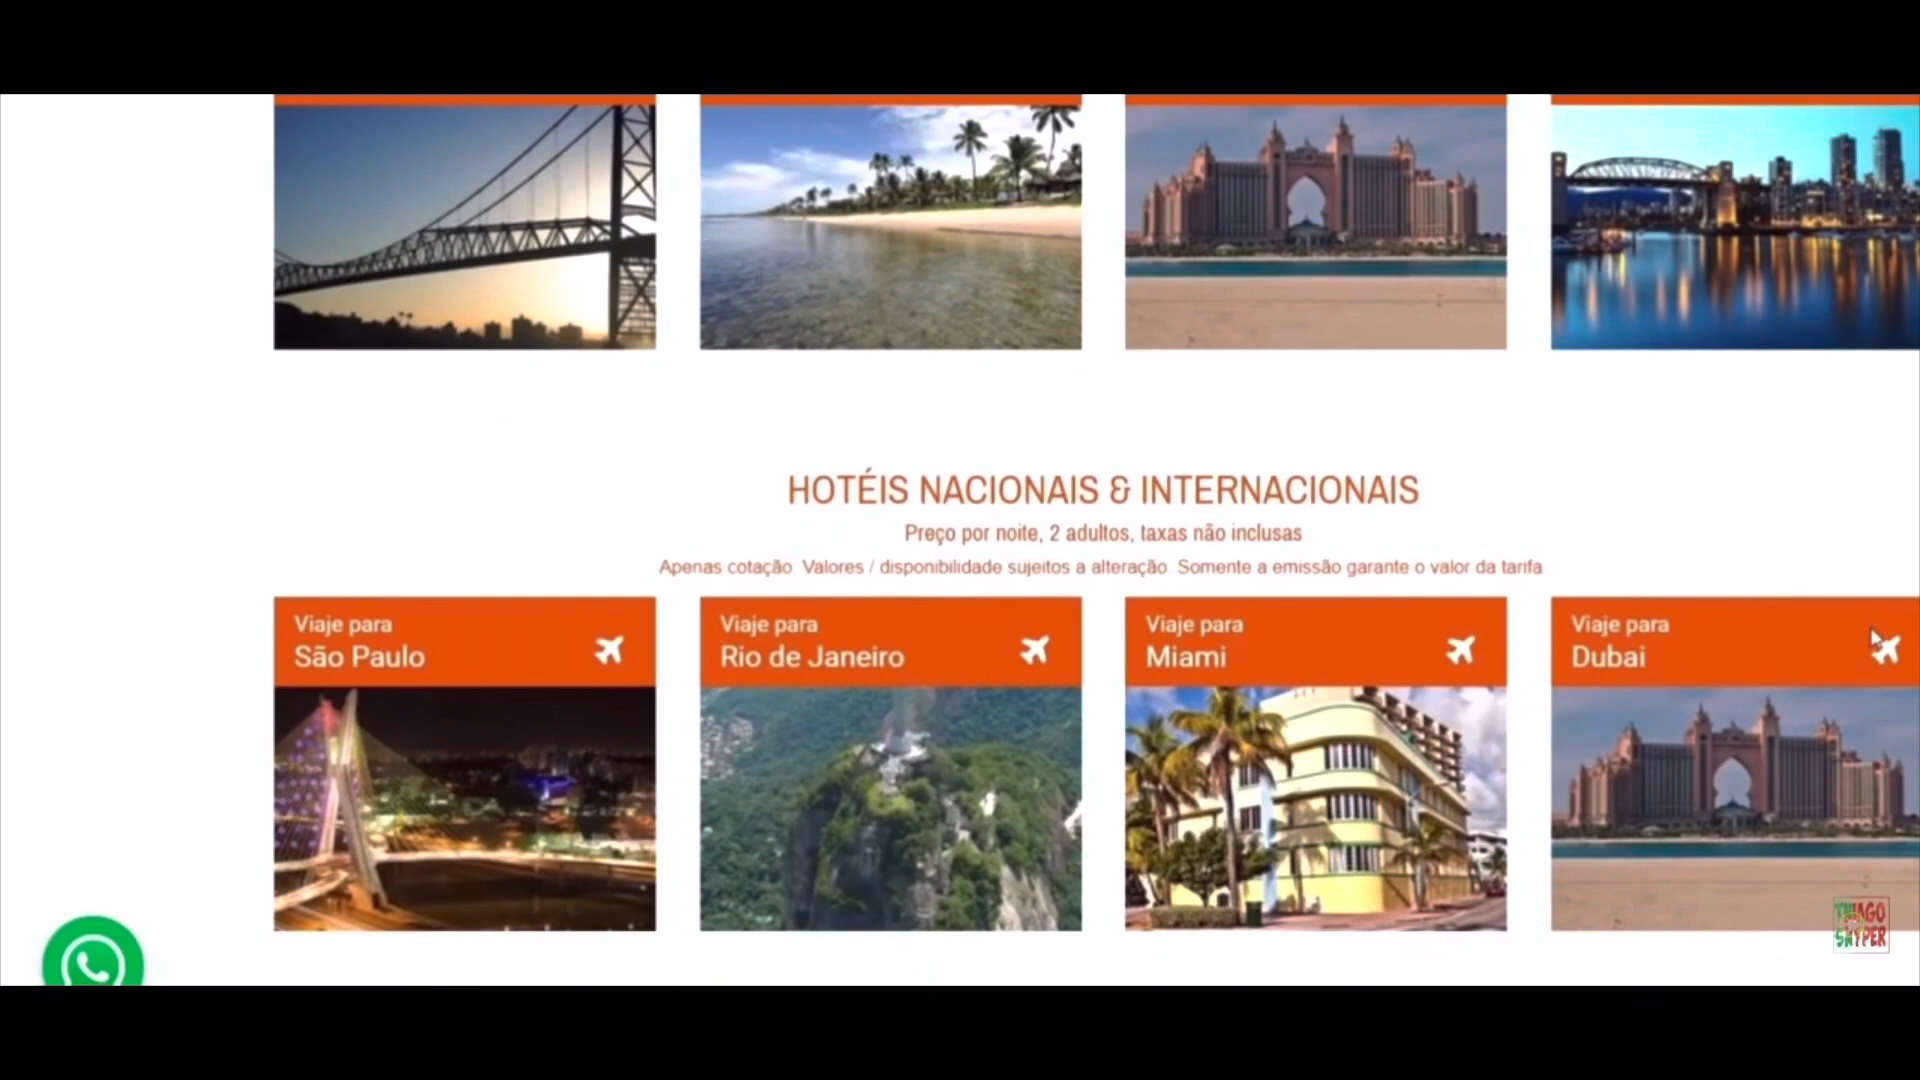 HOTÉIS NACIONAIS & INTERNACIONAIS
Preço por noite, 2 adultos, taxas não inclusas
Apenas cotação. Valores / disponibilidade sujeitos a alteração. Somente a emissão garante o valor da tarifa
Viaje para
São Paulo
Viaje para
Rio de Janeiro
Viaje para
Miami
Viaje para
Dubai
THIAGO
SNYPER